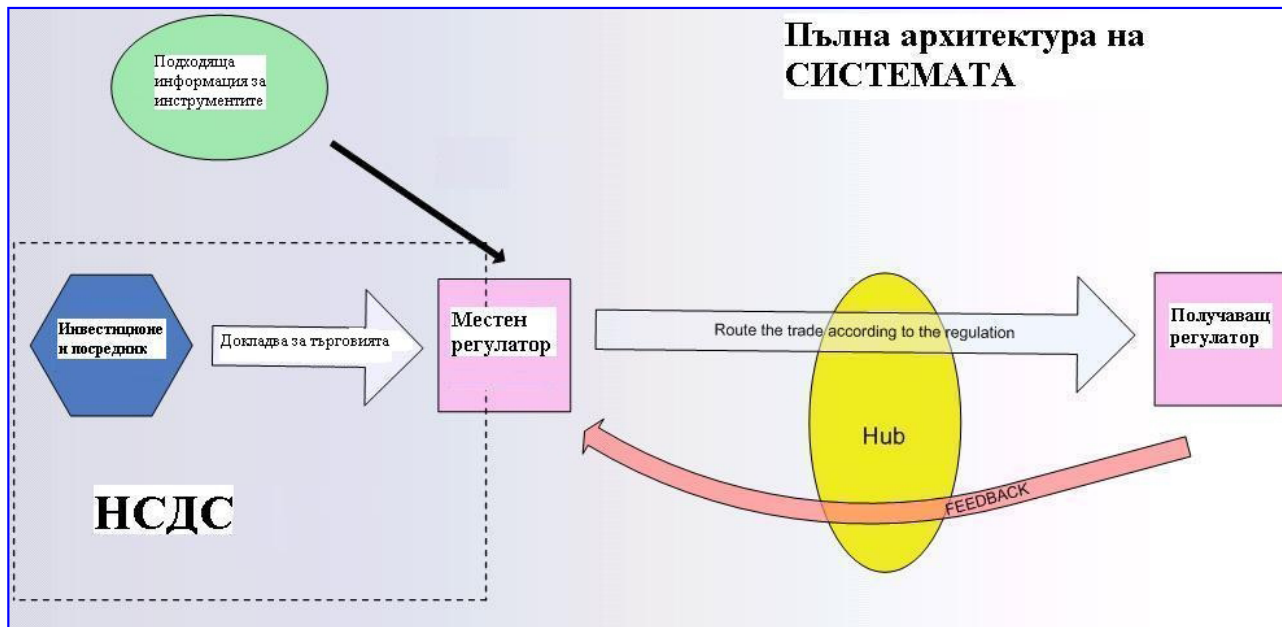 Пълна архитектура на
СИСТЕМАТА
Подходяща
информация за
инструментите
Инвестиционе
н посредник
Докладва за търговията
Местен
регулатор
Route the trade according to the regulation
Получаващ
регулатор
Hub
FEEDBACK
НСДС